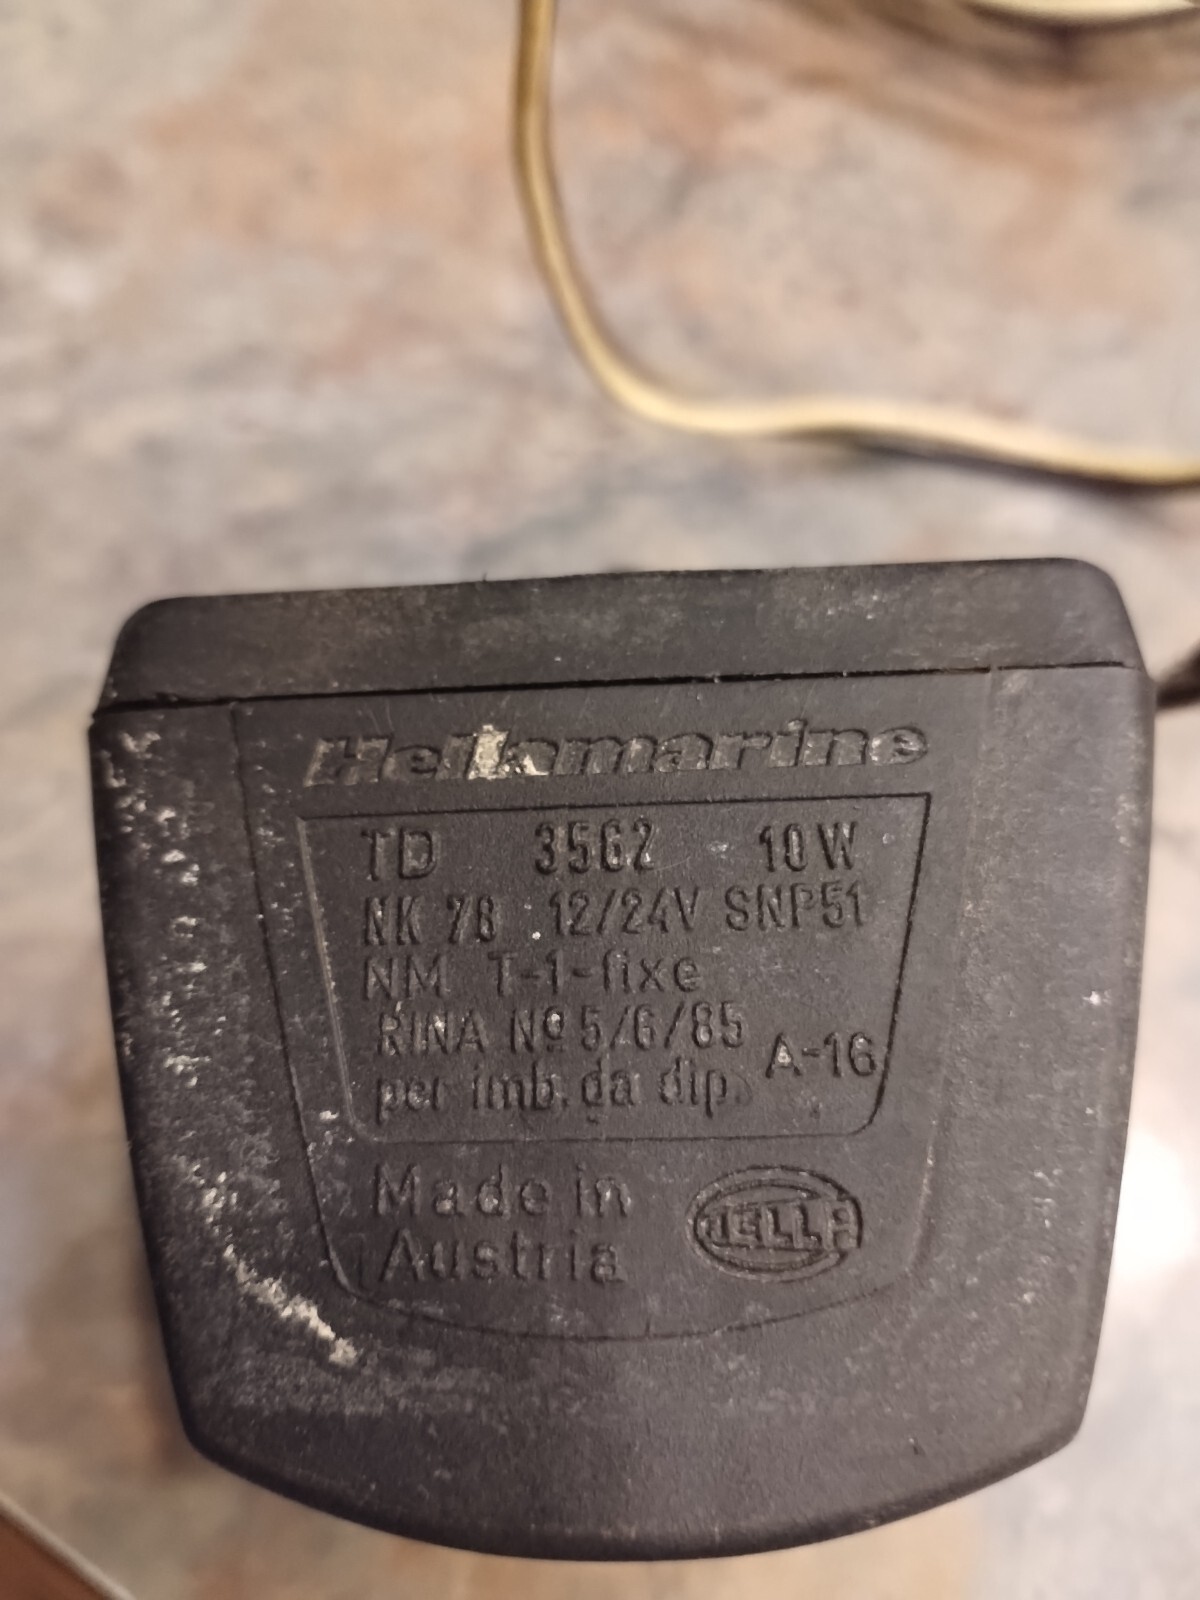 Hellamarine
TD 3562 10W
NK 78 12/24V SNP51
NM T-1-fixe
RINA Nº 5/6/85
per imb. da dip. A-16
Made in
Austria
HELLA